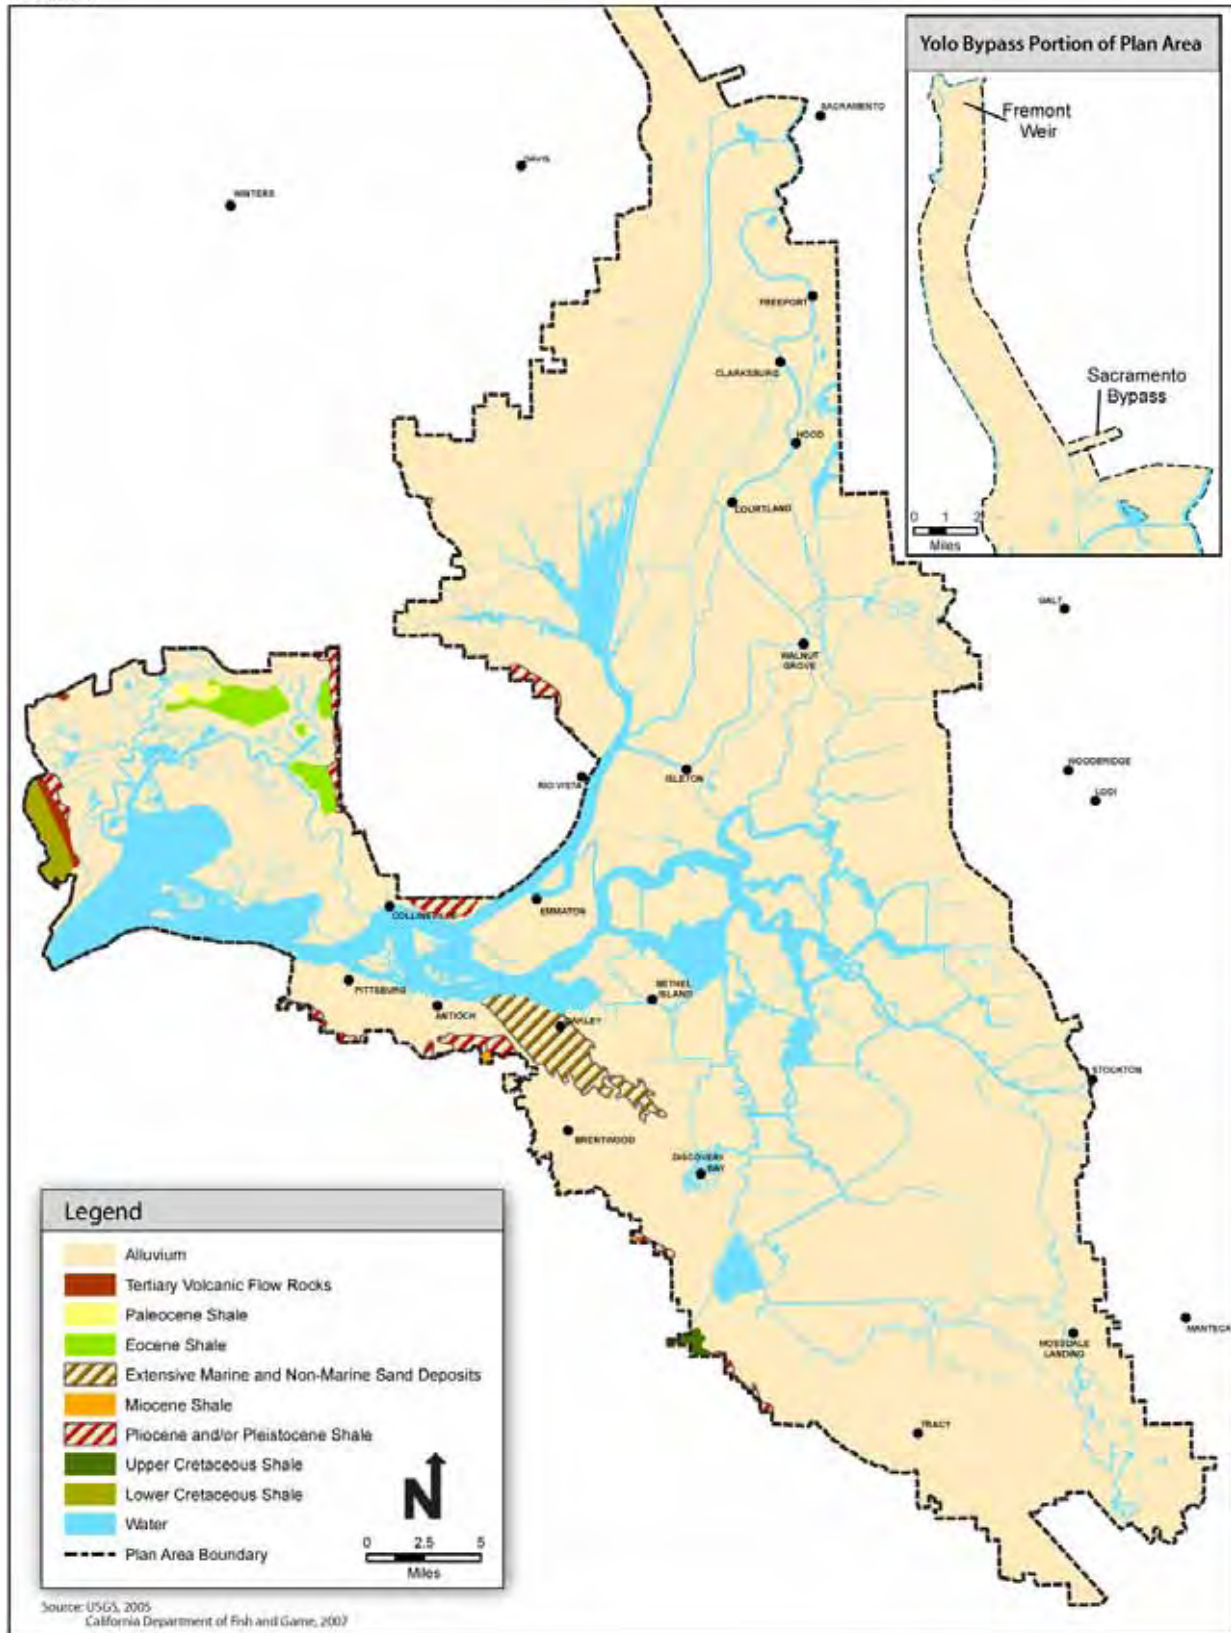 Yolo Bypass Portion of Plan Area
Fremont
Weir
Sacramento
Bypass
0 1 2
Miles
SACRAMENTO
DAVIS
WINTERS
FREEPORT
CLARKSBURG
HOOD
COURTLAND
GALT
WALNUT
GROVE
WOODBRIDGE
LODI
RIO VISTA
ISLETON
COLLINSVILLE
EMMATON
PITTSBURG
BETHEL
ISLAND
ANTIOCH
OAKLEY
STOCKTON
BRENTWOOD
DISCOVERY
BAY
MANTECA
MOSSDALE
LANDING
TRACY
Legend
Alluvium
Tertiary Volcanic Flow Rocks
Paleocene Shale
Eocene Shale
Extensive Marine and Non-Marine Sand Deposits
Miocene Shale
Pliocene and/or Pleistocene Shale
Upper Cretaceous Shale
Lower Cretaceous Shale
Water
Plan Area Boundary
N
0 2.5 5
Miles
Source: USGS, 2005
California Department of Fish and Game, 2007